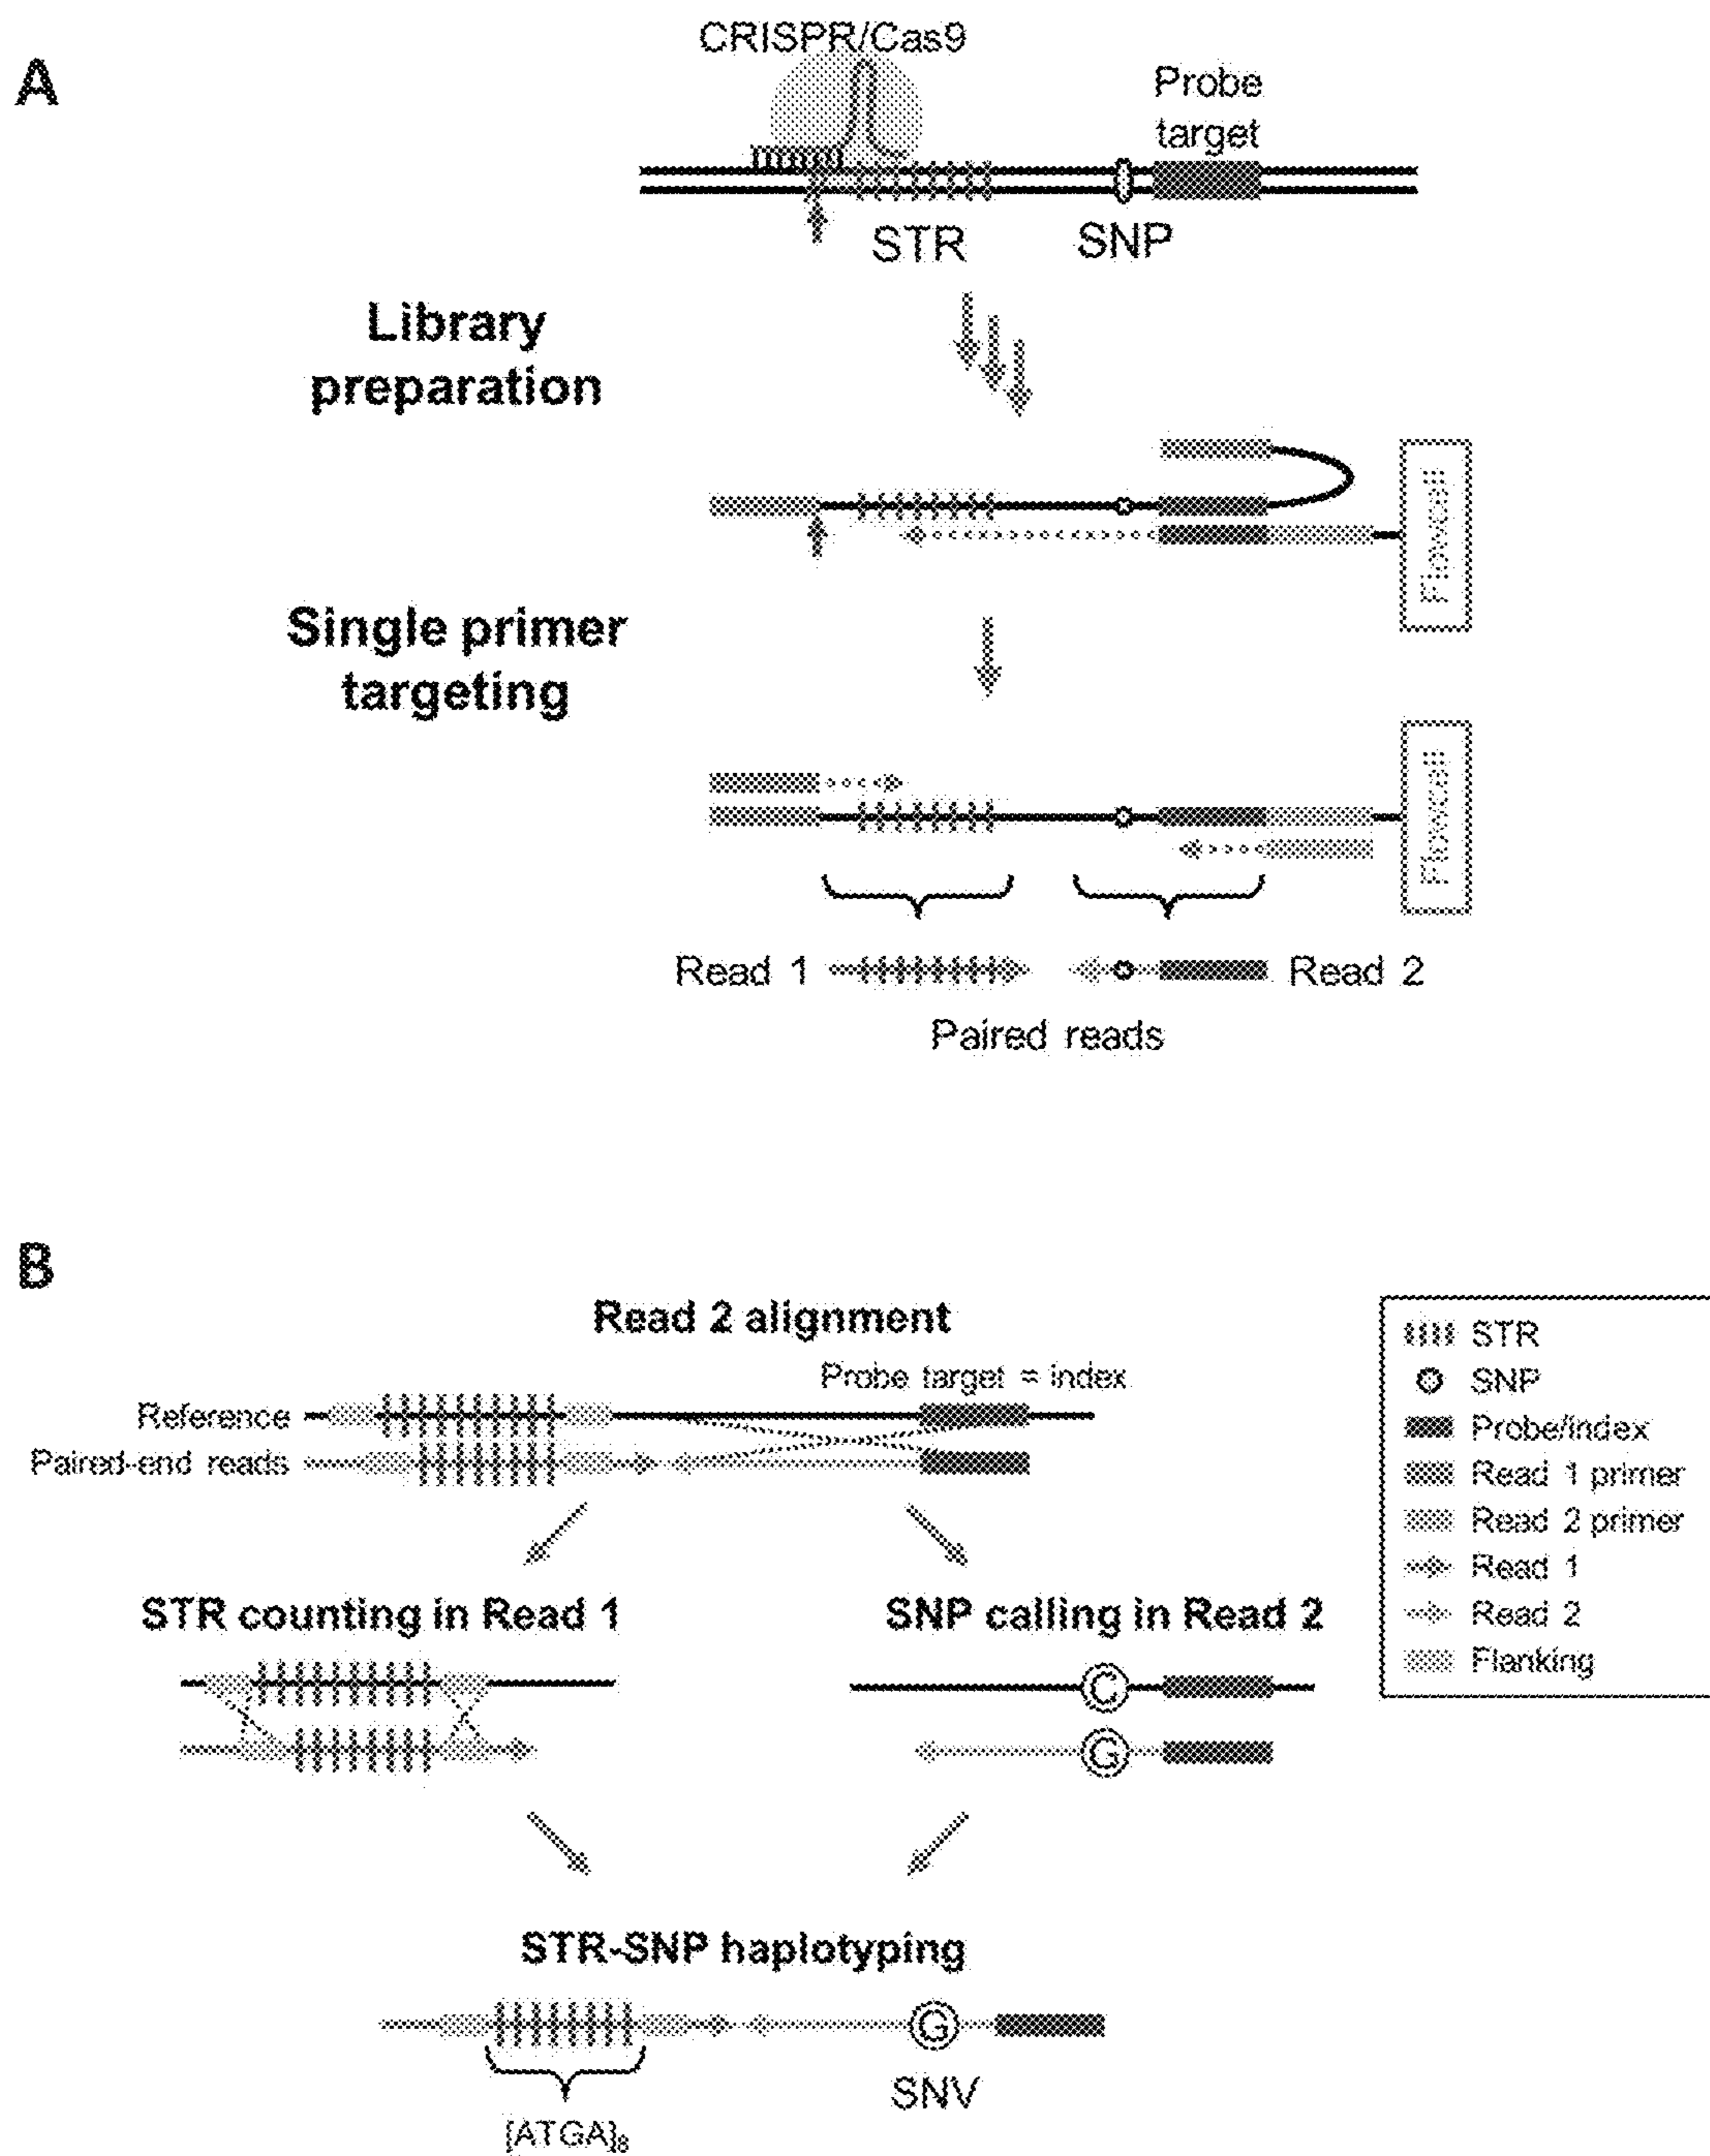 A
CRISPR/Cas9
Probe
target
STR
SNP
Library
preparation
Flowcell
Single primer
targeting
Flowcell
Read 1
Read 2
Paired reads
B
Read 2 alignment
Probe target = index
Reference
Paired-end reads
STR
SNP
Probe/index
Read 1 primer
Read 2 primer
Read 1
Read 2
Flanking
STR counting in Read 1
SNP calling in Read 2
C
G
STR-SNP haplotyping
G
SNV
[ATGA]8